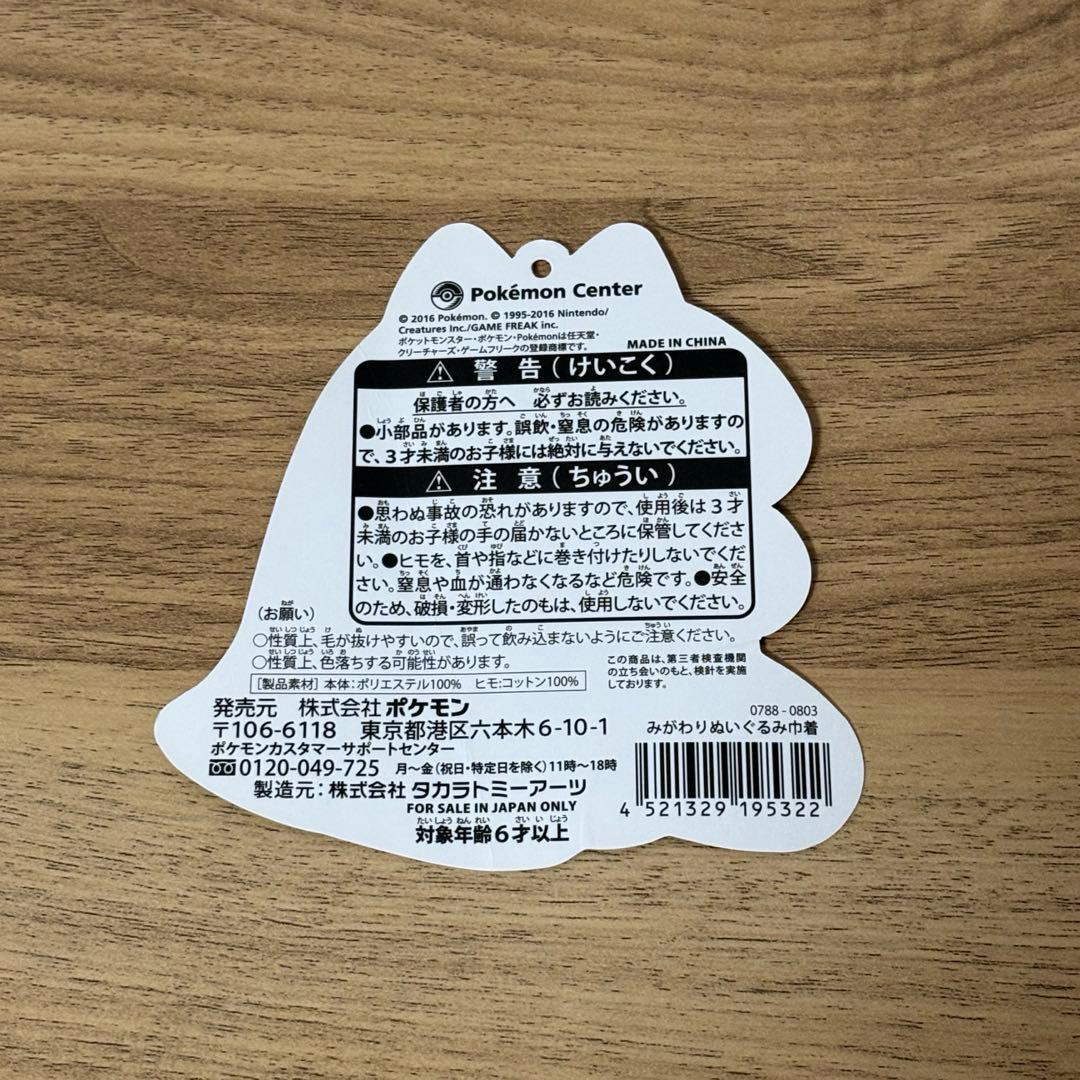 Pokémon Center
© 2016 Pokémon. © 1995-2016 Nintendo/
Creatures Inc./GAME FREAK inc.
ポケットモンスター・ポケモン・Pokémonは任天堂・
クリーチャーズ・ゲームフリークの登録商標です。
MADE IN CHINA
⚠ 警告(けいこく)
保護者の方へ 必ずお読みください。
●小部品があります。誤飲・窒息の危険がありますの
で、3才未満のお子様には絶対に与えないでください。
⚠ 注意(ちゅうい)
●思わぬ事故の恐れがありますので、使用後は3才
未満のお子様の手の届かないところに保管してくださ
い。●ヒモを、首や指などに巻き付けたりしないでくだ
さい。窒息や血が通わなくなるなど危険です。●安全
のため、破損・変形したのもは、使用しないでください。
(お願い)
○性質上、毛が抜けやすいので、誤って飲み込まないようにご注意ください。
○性質上、色落ちする可能性があります。
[製品素材] 本体:ポリエステル100% ヒモ:コットン100%
この商品は、第三者検査機関
の立ち会いのもと、検針を実施
しております。
発売元 株式会社 ポケモン
〒106-6118 東京都港区六本木6-10-1
ポケモンカスタマーサポートセンター
0120-049-725 月〜金(祝日・特定日を除く)11時〜18時
製造元:株式会社 タカラトミーアーツ
FOR SALE IN JAPAN ONLY
対象年齢6才以上
0788-0803
みがわりぬいぐるみ巾着
4 521329 195322